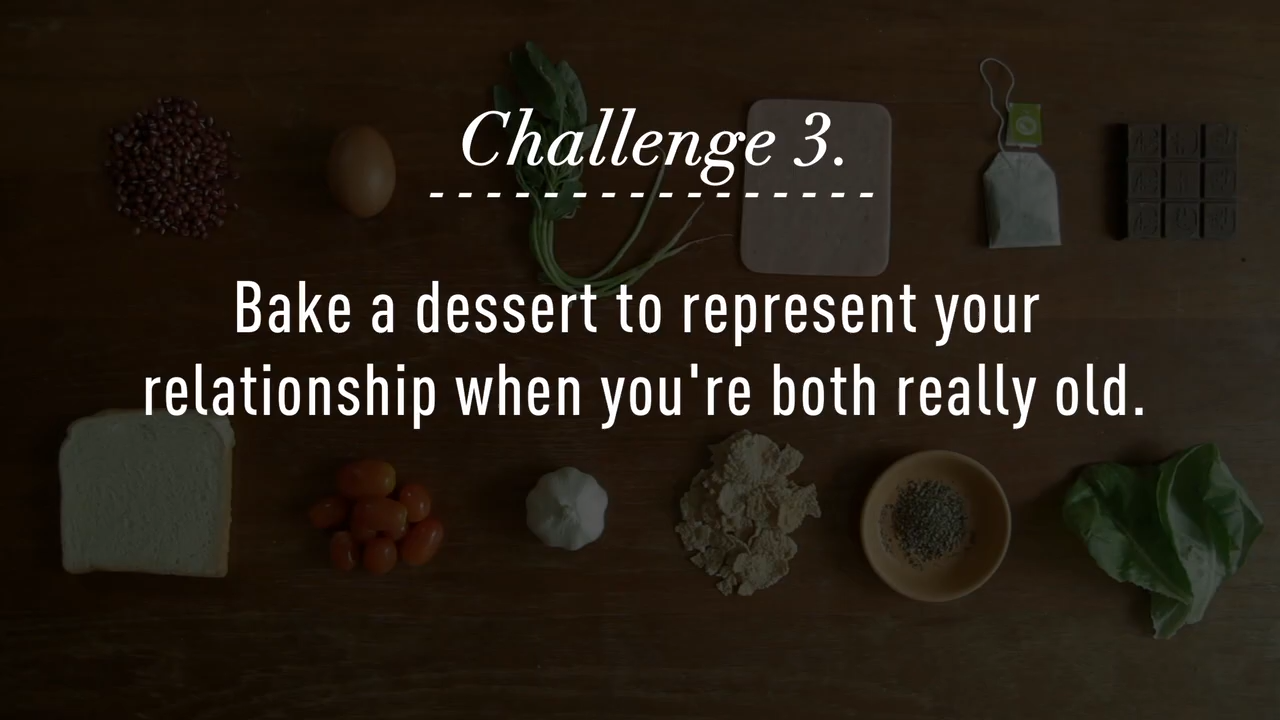 Challenge 3.
Bake a dessert to represent your
relationship when you're both really old.